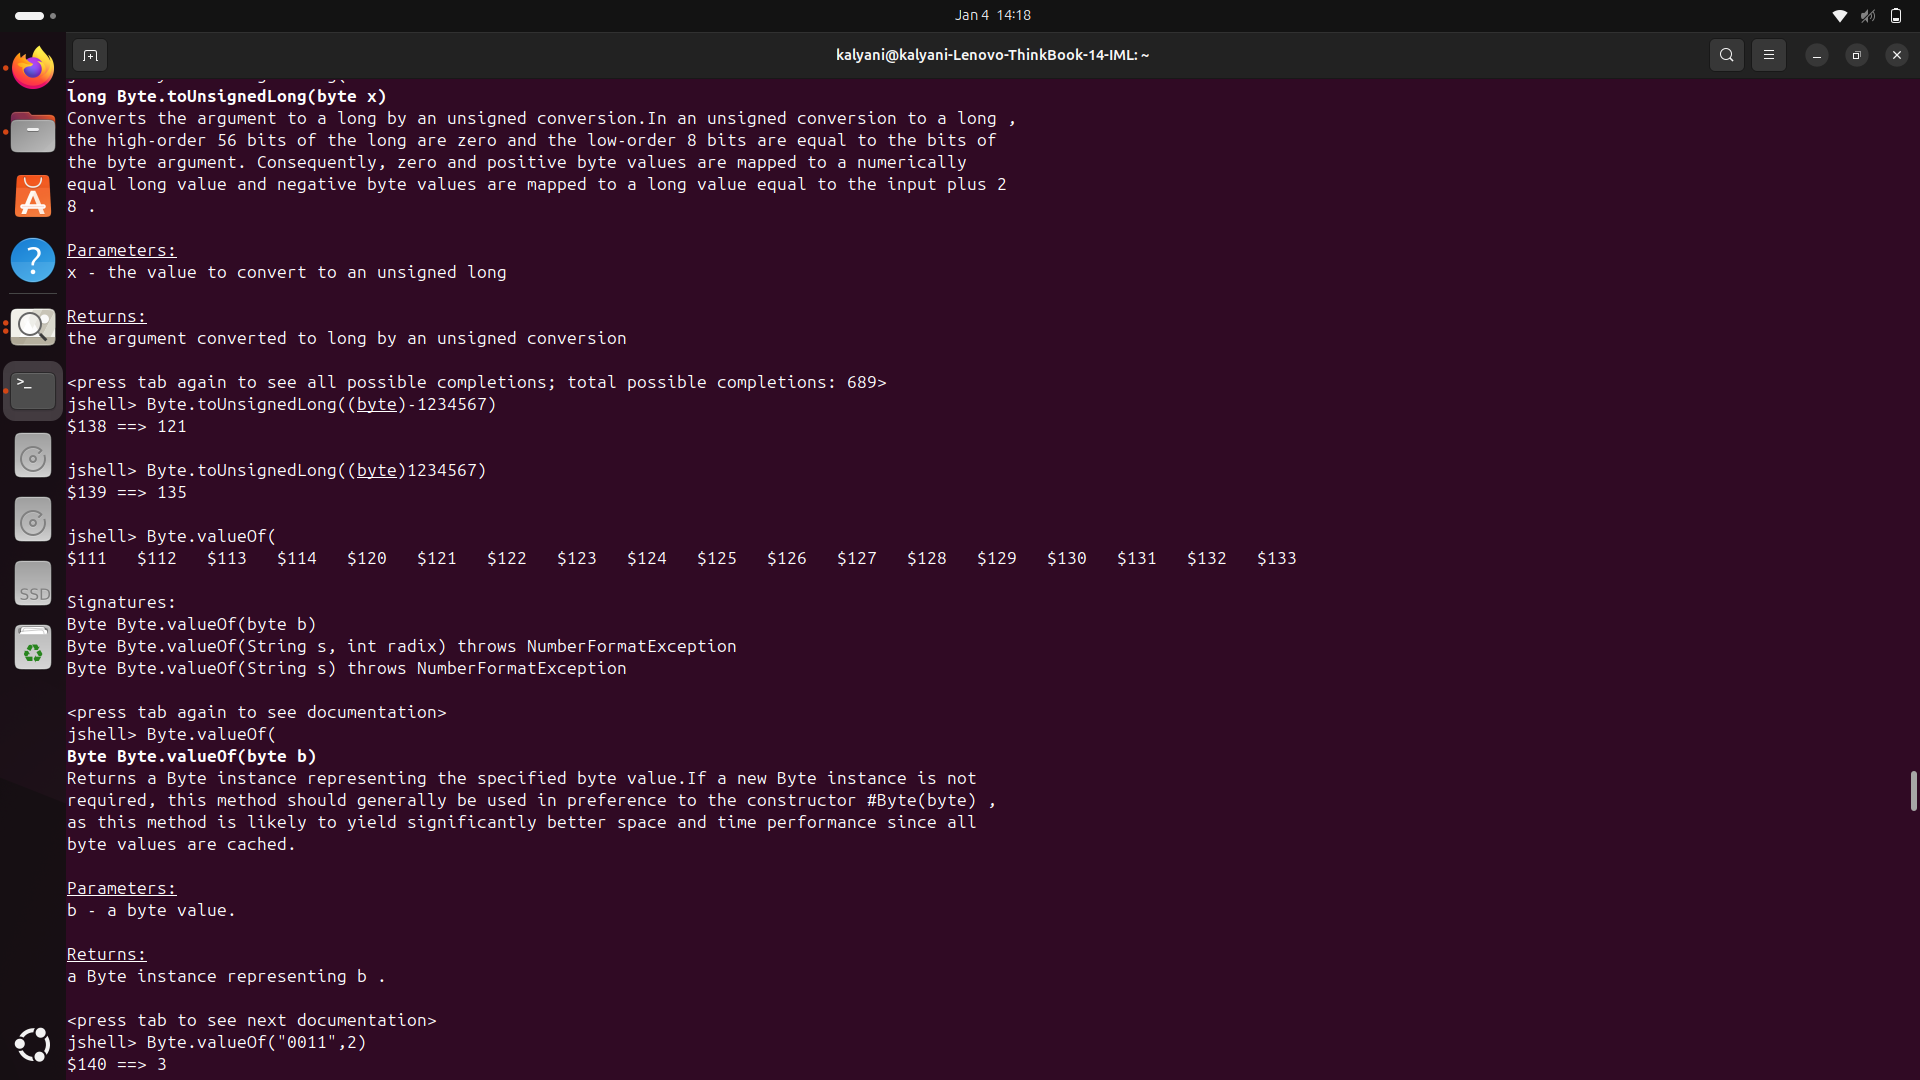 Jan 4 14:18
kalyani@kalyani-Lenovo-ThinkBook-14-IML: ~
long Byte.toUnsignedLong(byte x)
Converts the argument to a long by an unsigned conversion.In an unsigned conversion to a long ,
the high-order 56 bits of the long are zero and the low-order 8 bits are equal to the bits of
the byte argument. Consequently, zero and positive byte values are mapped to a numerically
equal long value and negative byte values are mapped to a long value equal to the input plus 2
8 .
Parameters:
x - the value to convert to an unsigned long
Returns:
the argument converted to long by an unsigned conversion
<press tab again to see all possible completions; total possible completions: 689>
jshell> Byte.toUnsignedLong((byte)-1234567)
$138 ==> 121
jshell> Byte.toUnsignedLong((byte)1234567)
$139 ==> 135
jshell> Byte.valueOf(
$111 $112 $113 $114 $120 $121 $122 $123 $124 $125 $126 $127 $128 $129 $130 $131 $132 $133
Signatures:
Byte Byte.valueOf(byte b)
Byte Byte.valueOf(String s, int radix) throws NumberFormatException
Byte Byte.valueOf(String s) throws NumberFormatException
<press tab again to see documentation>
jshell> Byte.valueOf(
Byte Byte.valueOf(byte b)
Returns a Byte instance representing the specified byte value.If a new Byte instance is not
required, this method should generally be used in preference to the constructor #Byte(byte) ,
as this method is likely to yield significantly better space and time performance since all
byte values are cached.
Parameters:
b - a byte value.
Returns:
a Byte instance representing b .
<press tab to see next documentation>
jshell> Byte.valueOf("0011",2)
$140 ==> 3
SSD